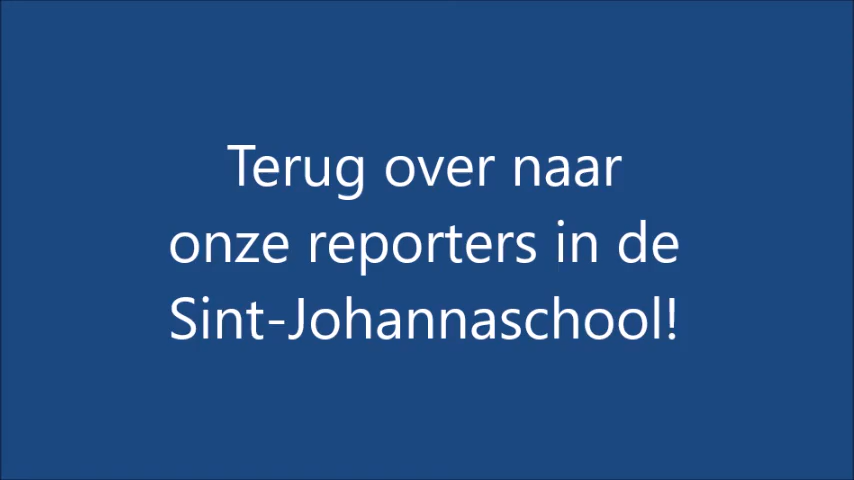 Terug over naar
onze reporters in de
Sint-Johannaschool!